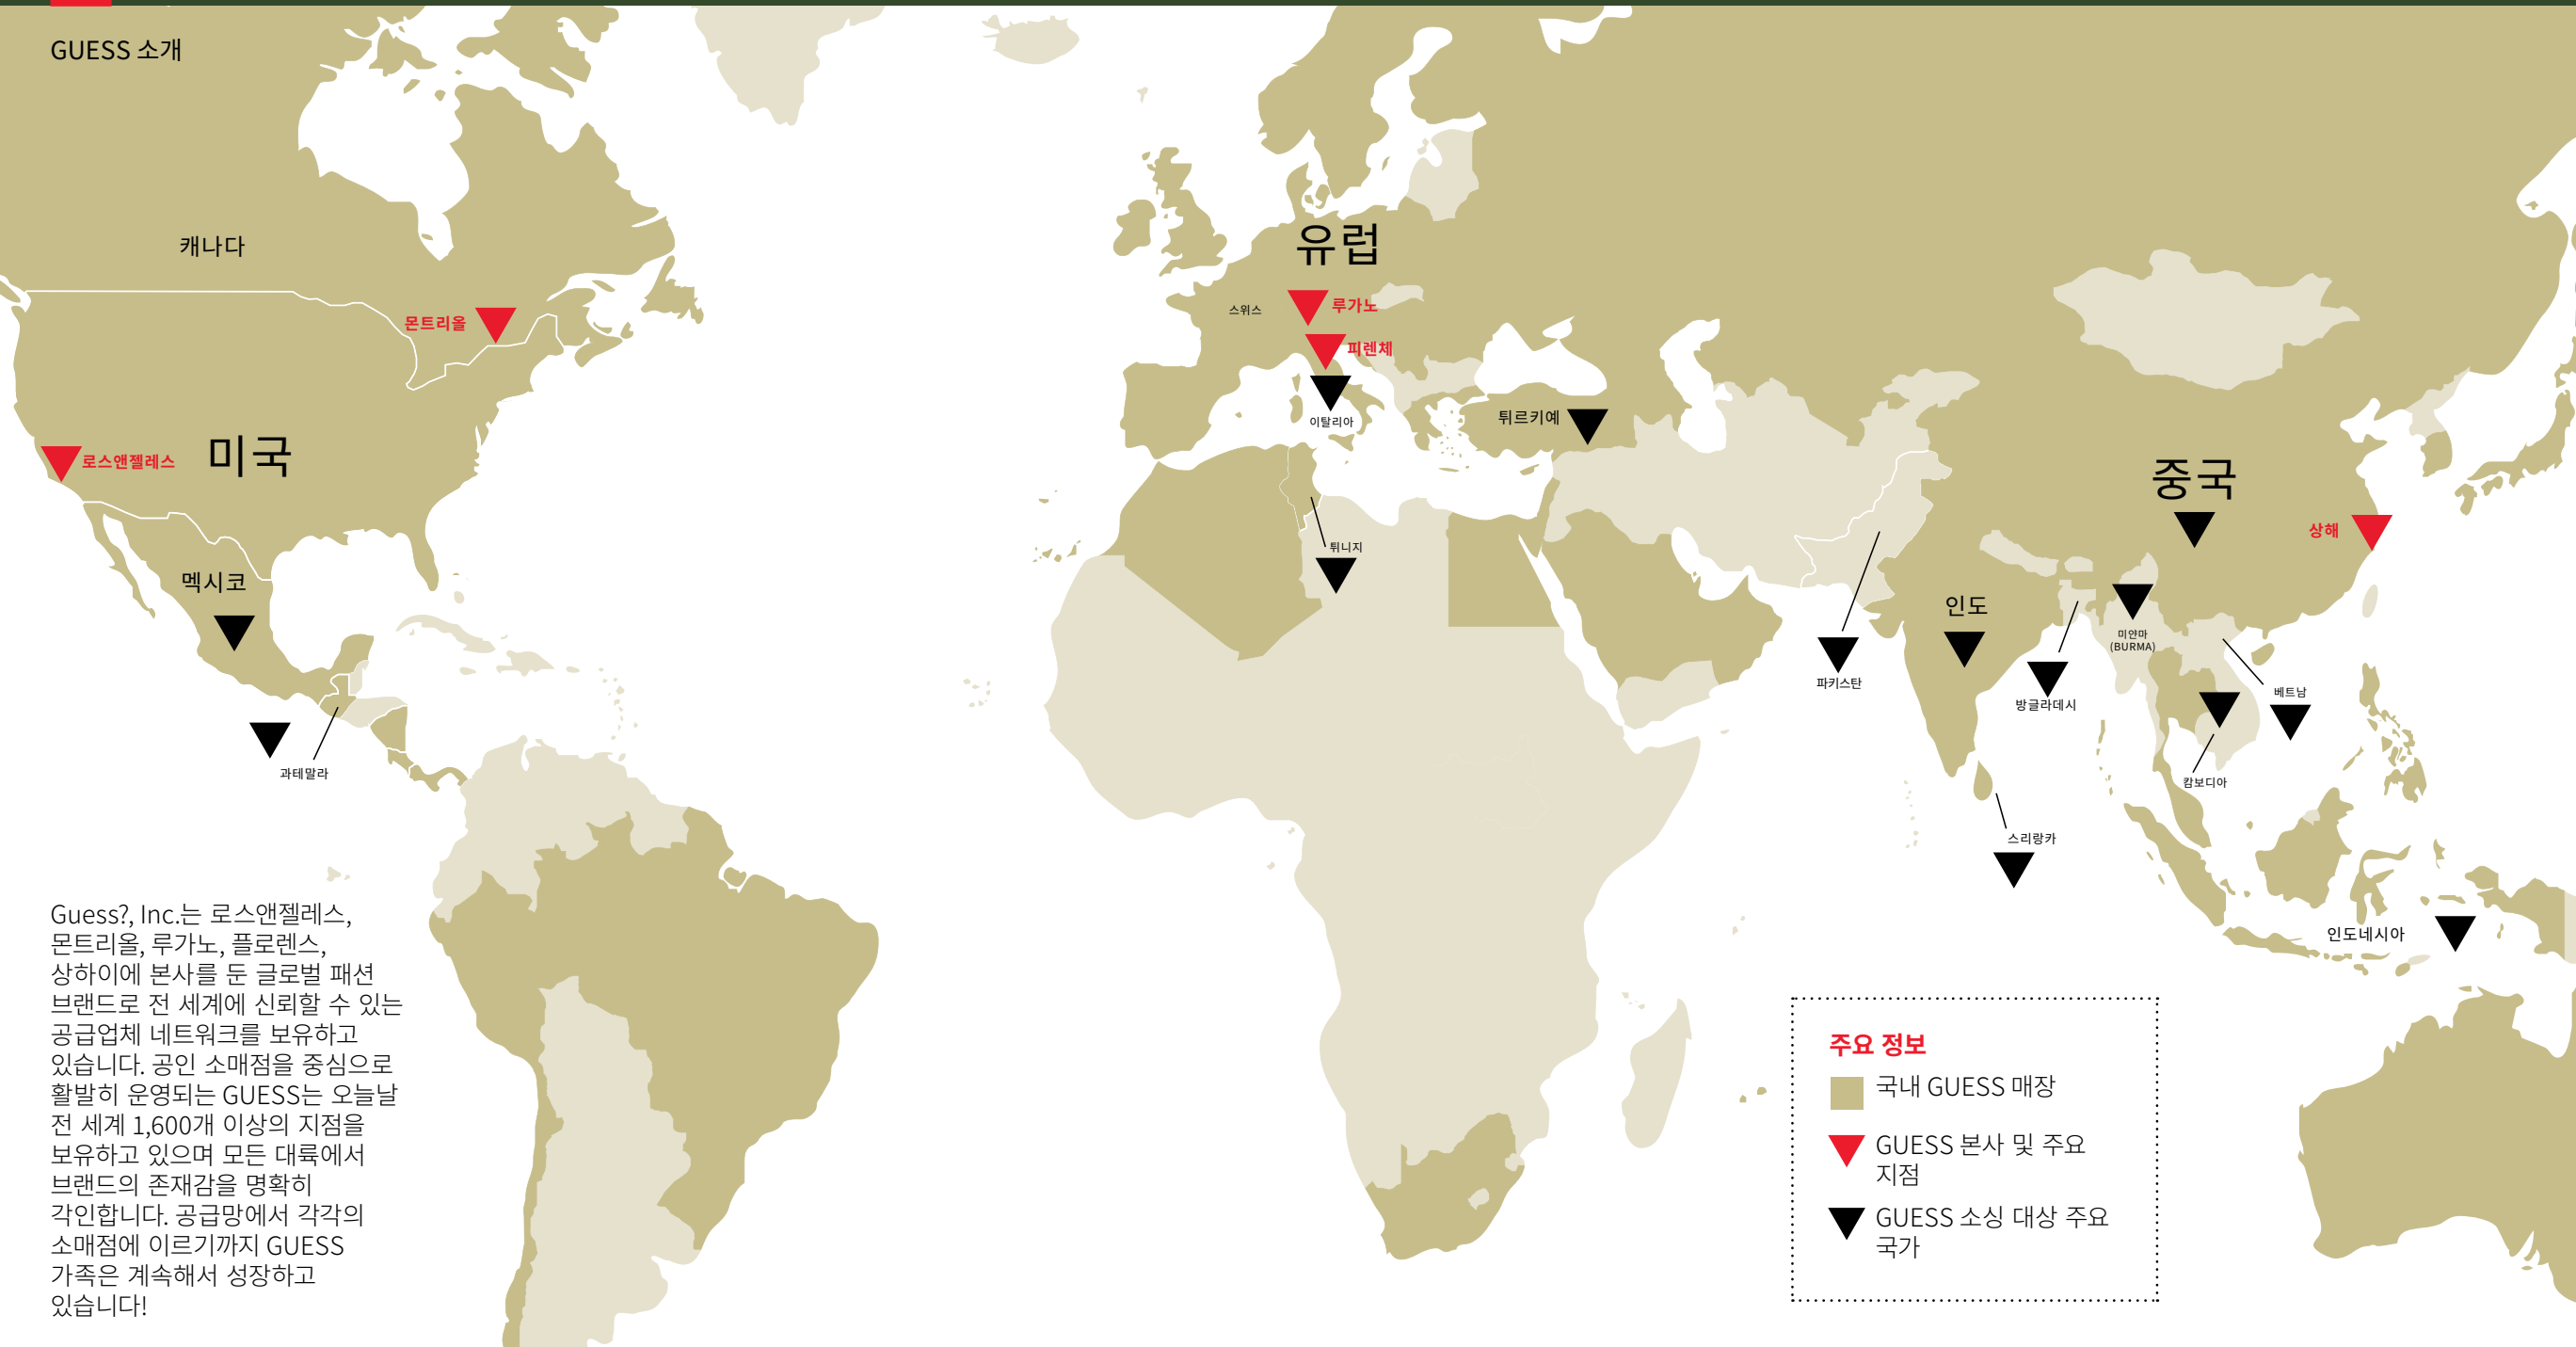 GUESS 소개
캐나다
몬트리올
로스앤젤레스
미국
멕시코
과테말라
유럽
스위스
루가노
피렌체
이탈리아
튀르키예
튀니지
중국
상해
인도
파키스탄
방글라데시
미얀마
(BURMA)
베트남
캄보디아
스리랑카
인도네시아
Guess?, Inc.는 로스앤젤레스,
몬트리올, 루가노, 플로렌스,
상하이에 본사를 둔 글로벌 패션
브랜드로 전 세계에 신뢰할 수 있는
공급업체 네트워크를 보유하고
있습니다. 공인 소매점을 중심으로
활발히 운영되는 GUESS는 오늘날
전 세계 1,600개 이상의 지점을
보유하고 있으며 모든 대륙에서
브랜드의 존재감을 명확히
각인합니다. 공급망에서 각각의
소매점에 이르기까지 GUESS
가족은 계속해서 성장하고
있습니다!
주요 정보
국내 GUESS 매장
GUESS 본사 및 주요
지점
GUESS 소싱 대상 주요
국가